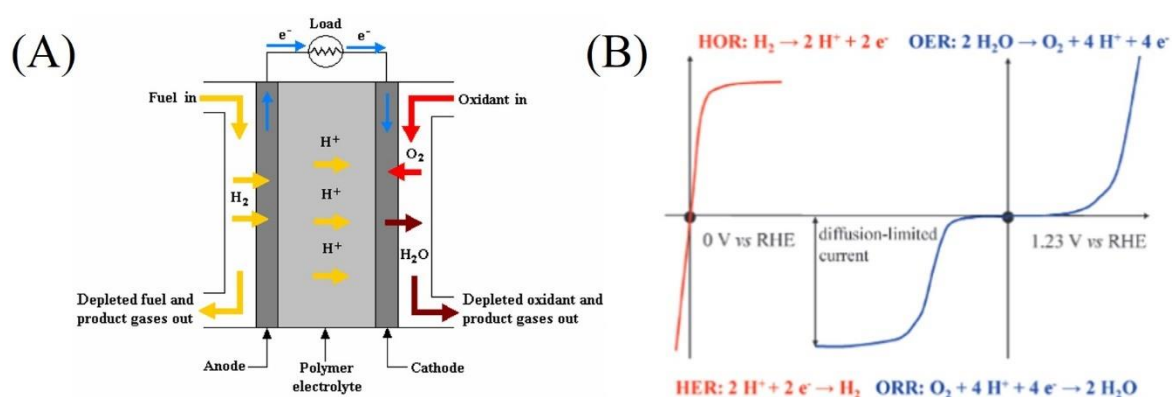 (A)
Load
e⁻ e⁻
Fuel in
Oxidant in
H⁺
O₂
H₂
H⁺
H₂O
H⁺
Depleted fuel and
product gases out
Depleted oxidant and
product gases out
Anode
Polymer
electrolyte
Cathode
(B)
HOR: H₂ → 2 H⁺ + 2 e⁻
OER: 2 H₂O → O₂ + 4 H⁺ + 4 e⁻
0 V vs RHE
diffusion-limited
current
1.23 V vs RHE
HER: 2 H⁺ + 2 e⁻ → H₂
ORR: O₂ + 4 H⁺ + 4 e⁻ → 2 H₂O